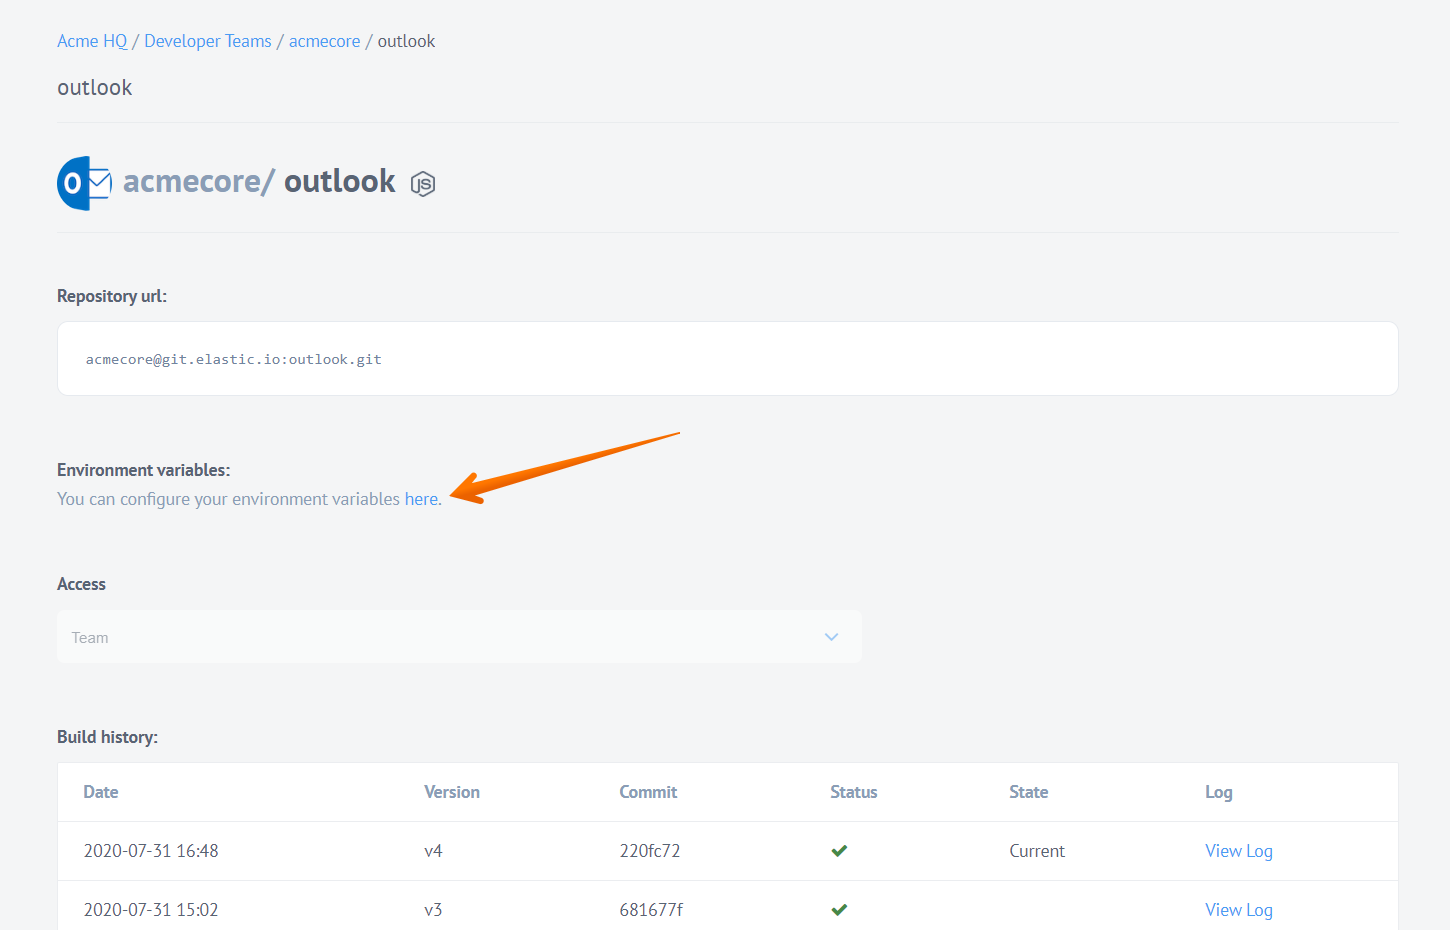 Acme HQ / Developer Teams / acmecore / outlook
outlook
O acmecore/ outlook JS
Repository url:
acmecore@git.elastic.io:outlook.git
Environment variables:
You can configure your environment variables here.
Access
Team
Build history:
Date Version Commit Status State Log
2020-07-31 16:48 v4 220fc72 Current View Log
2020-07-31 15:02 v3 681677f View Log